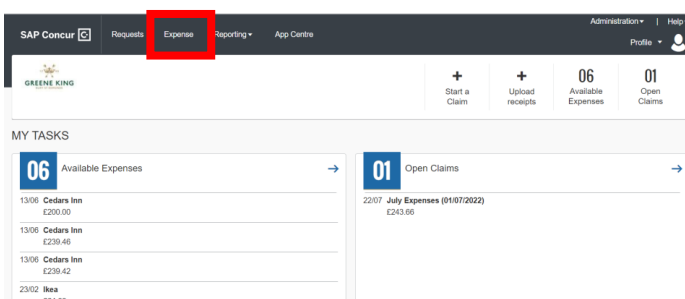 Administration | Help
SAP Concur C Requests Expense Reporting App Centre
Profile
GREENE KING
+ + 06 01
Start a Claim Upload receipts Available Expenses Open Claims
MY TASKS
06 Available Expenses
13/06 Cedars Inn
£200.00
13/06 Cedars Inn
£239.46
13/06 Cedars Inn
£239.42
23/02 Ikea
01 Open Claims
22/07 July Expenses (01/07/2022)
£243.66